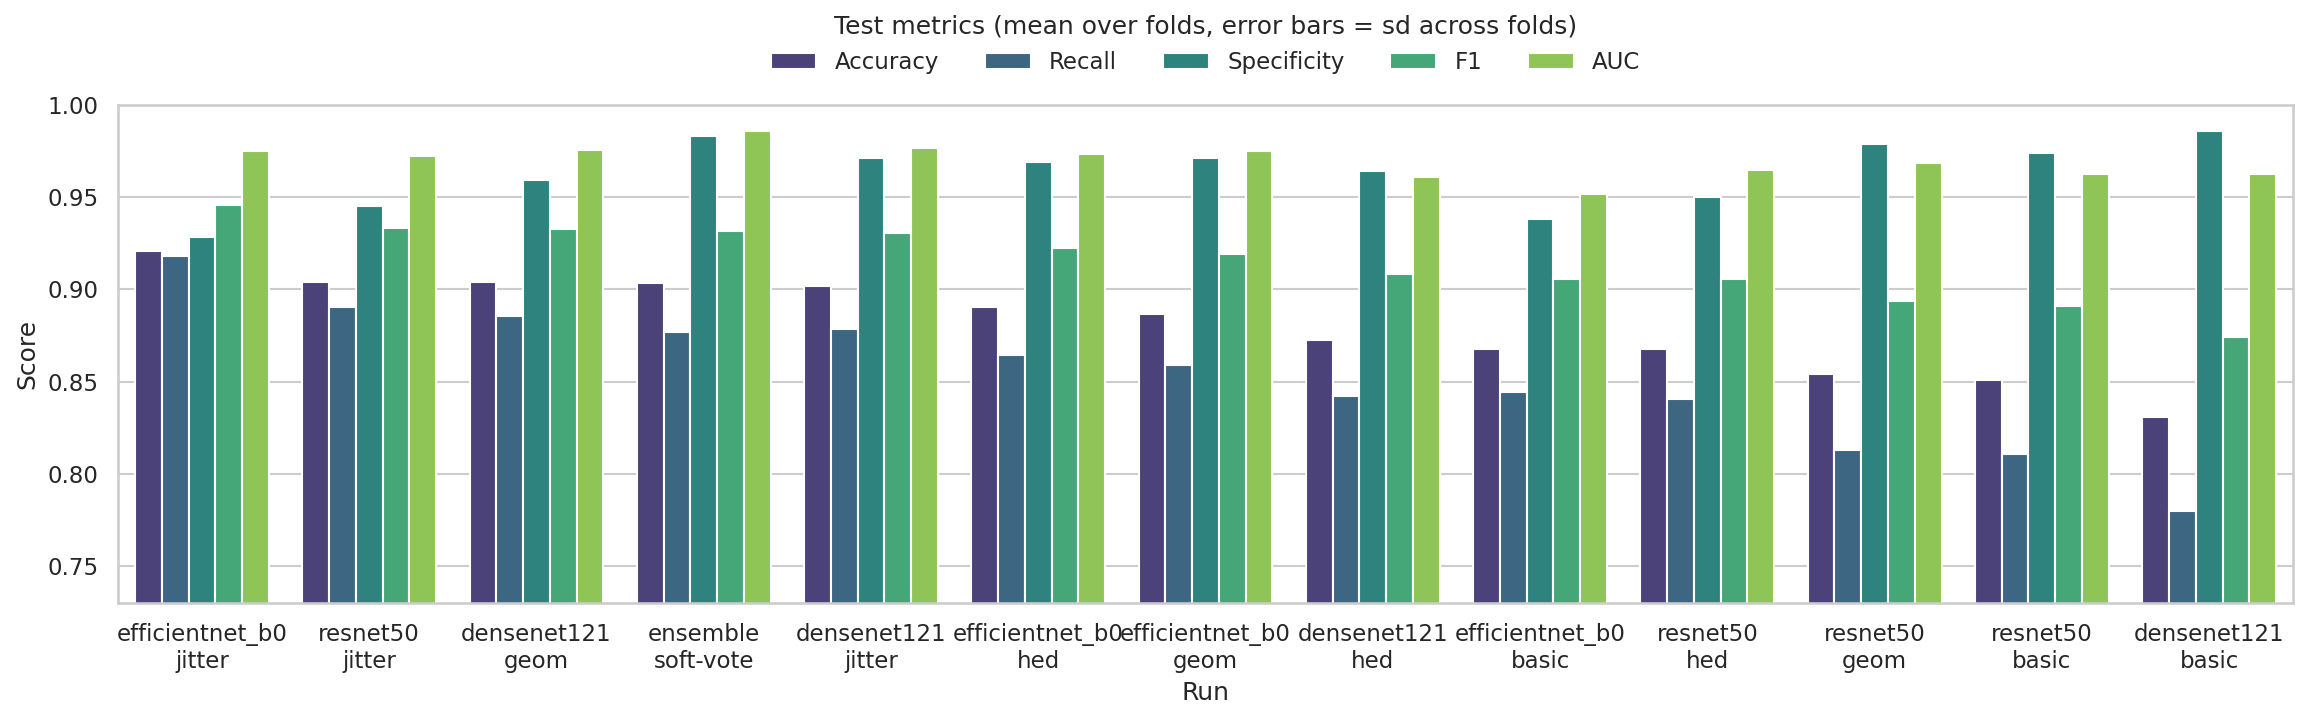 Test metrics (mean over folds, error bars = sd across folds)
Accuracy Recall Specificity F1 AUC
1.00
0.95
0.90
0.85
0.80
0.75
Score
efficientnet_b0 resnet50 densenet121 ensemble densenet121 efficientnet_b0 efficientnet_b0 densenet121 efficientnet_b0 resnet50 resnet50 resnet50 densenet121
jitter jitter geom soft-vote jitter hed geom hed basic hed geom basic basic
Run